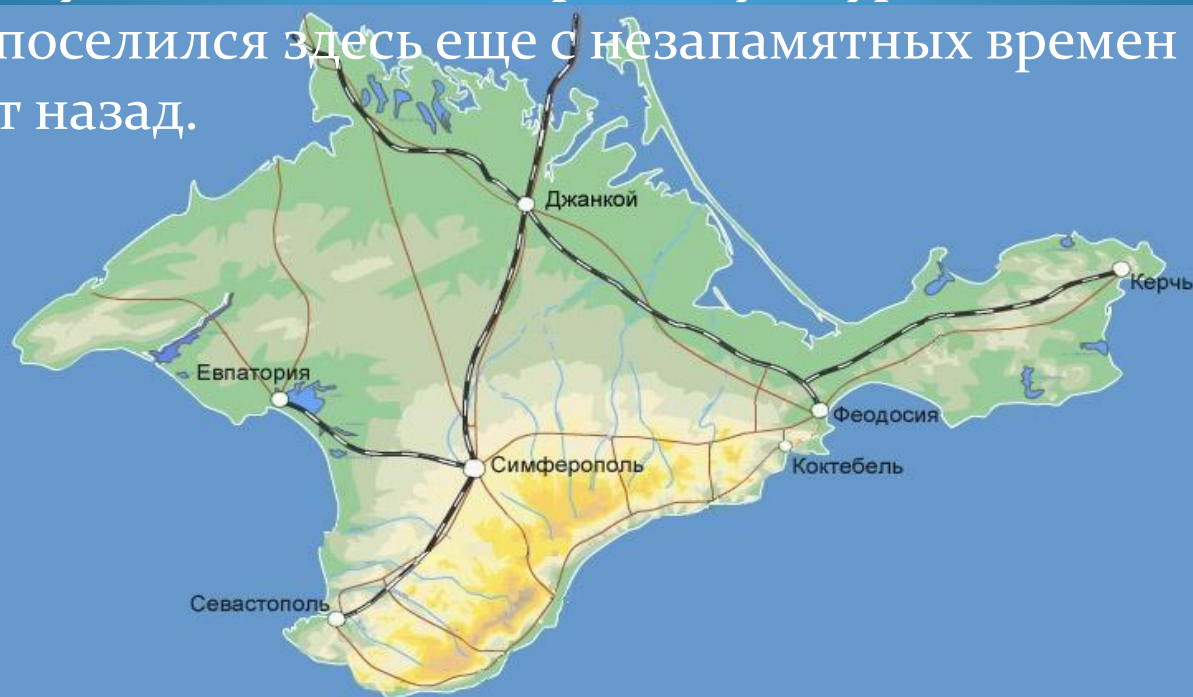 поселился здесь еще с незапамятных времен
т назад.
Джанкой
Керчь
Евпатория
Феодосия
Симферополь
Коктебель
Севастополь